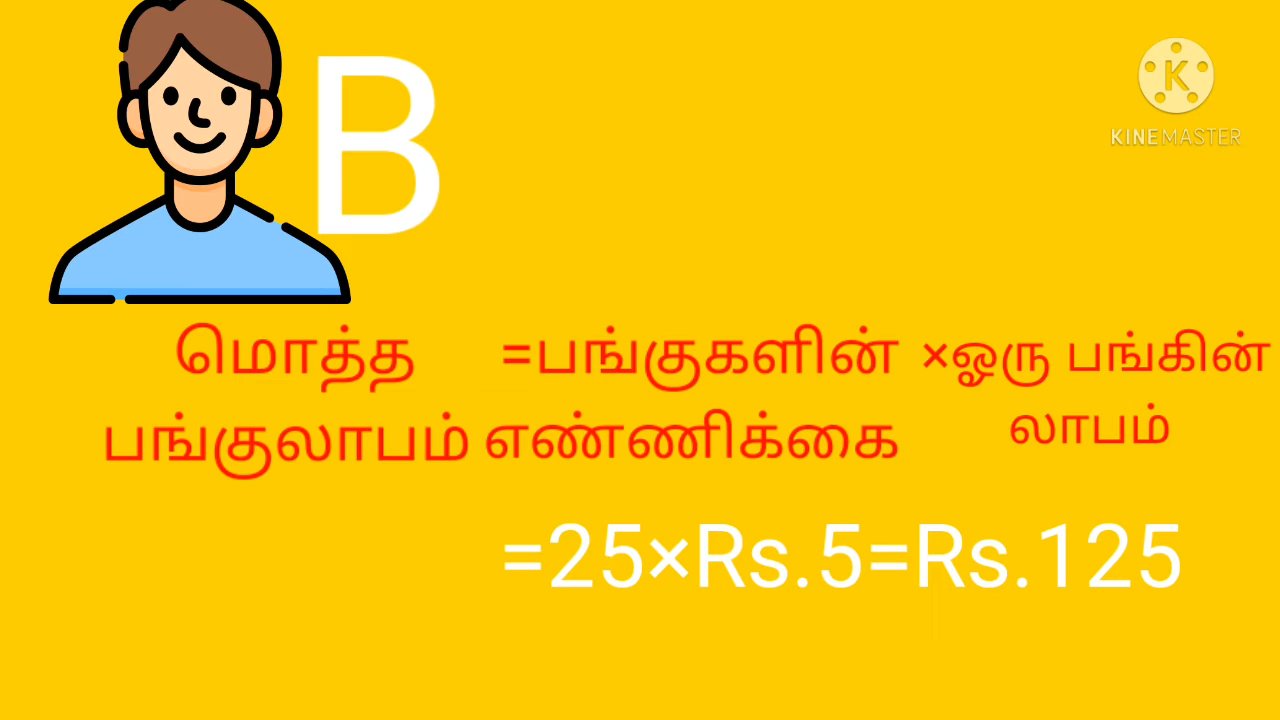 B
K
KINEMASTER
மொத்த =பங்குகளின் ×ஒரு பங்கின்
பங்குலாபம் எண்ணிக்கை லாபம்
=25×Rs.5=Rs.125